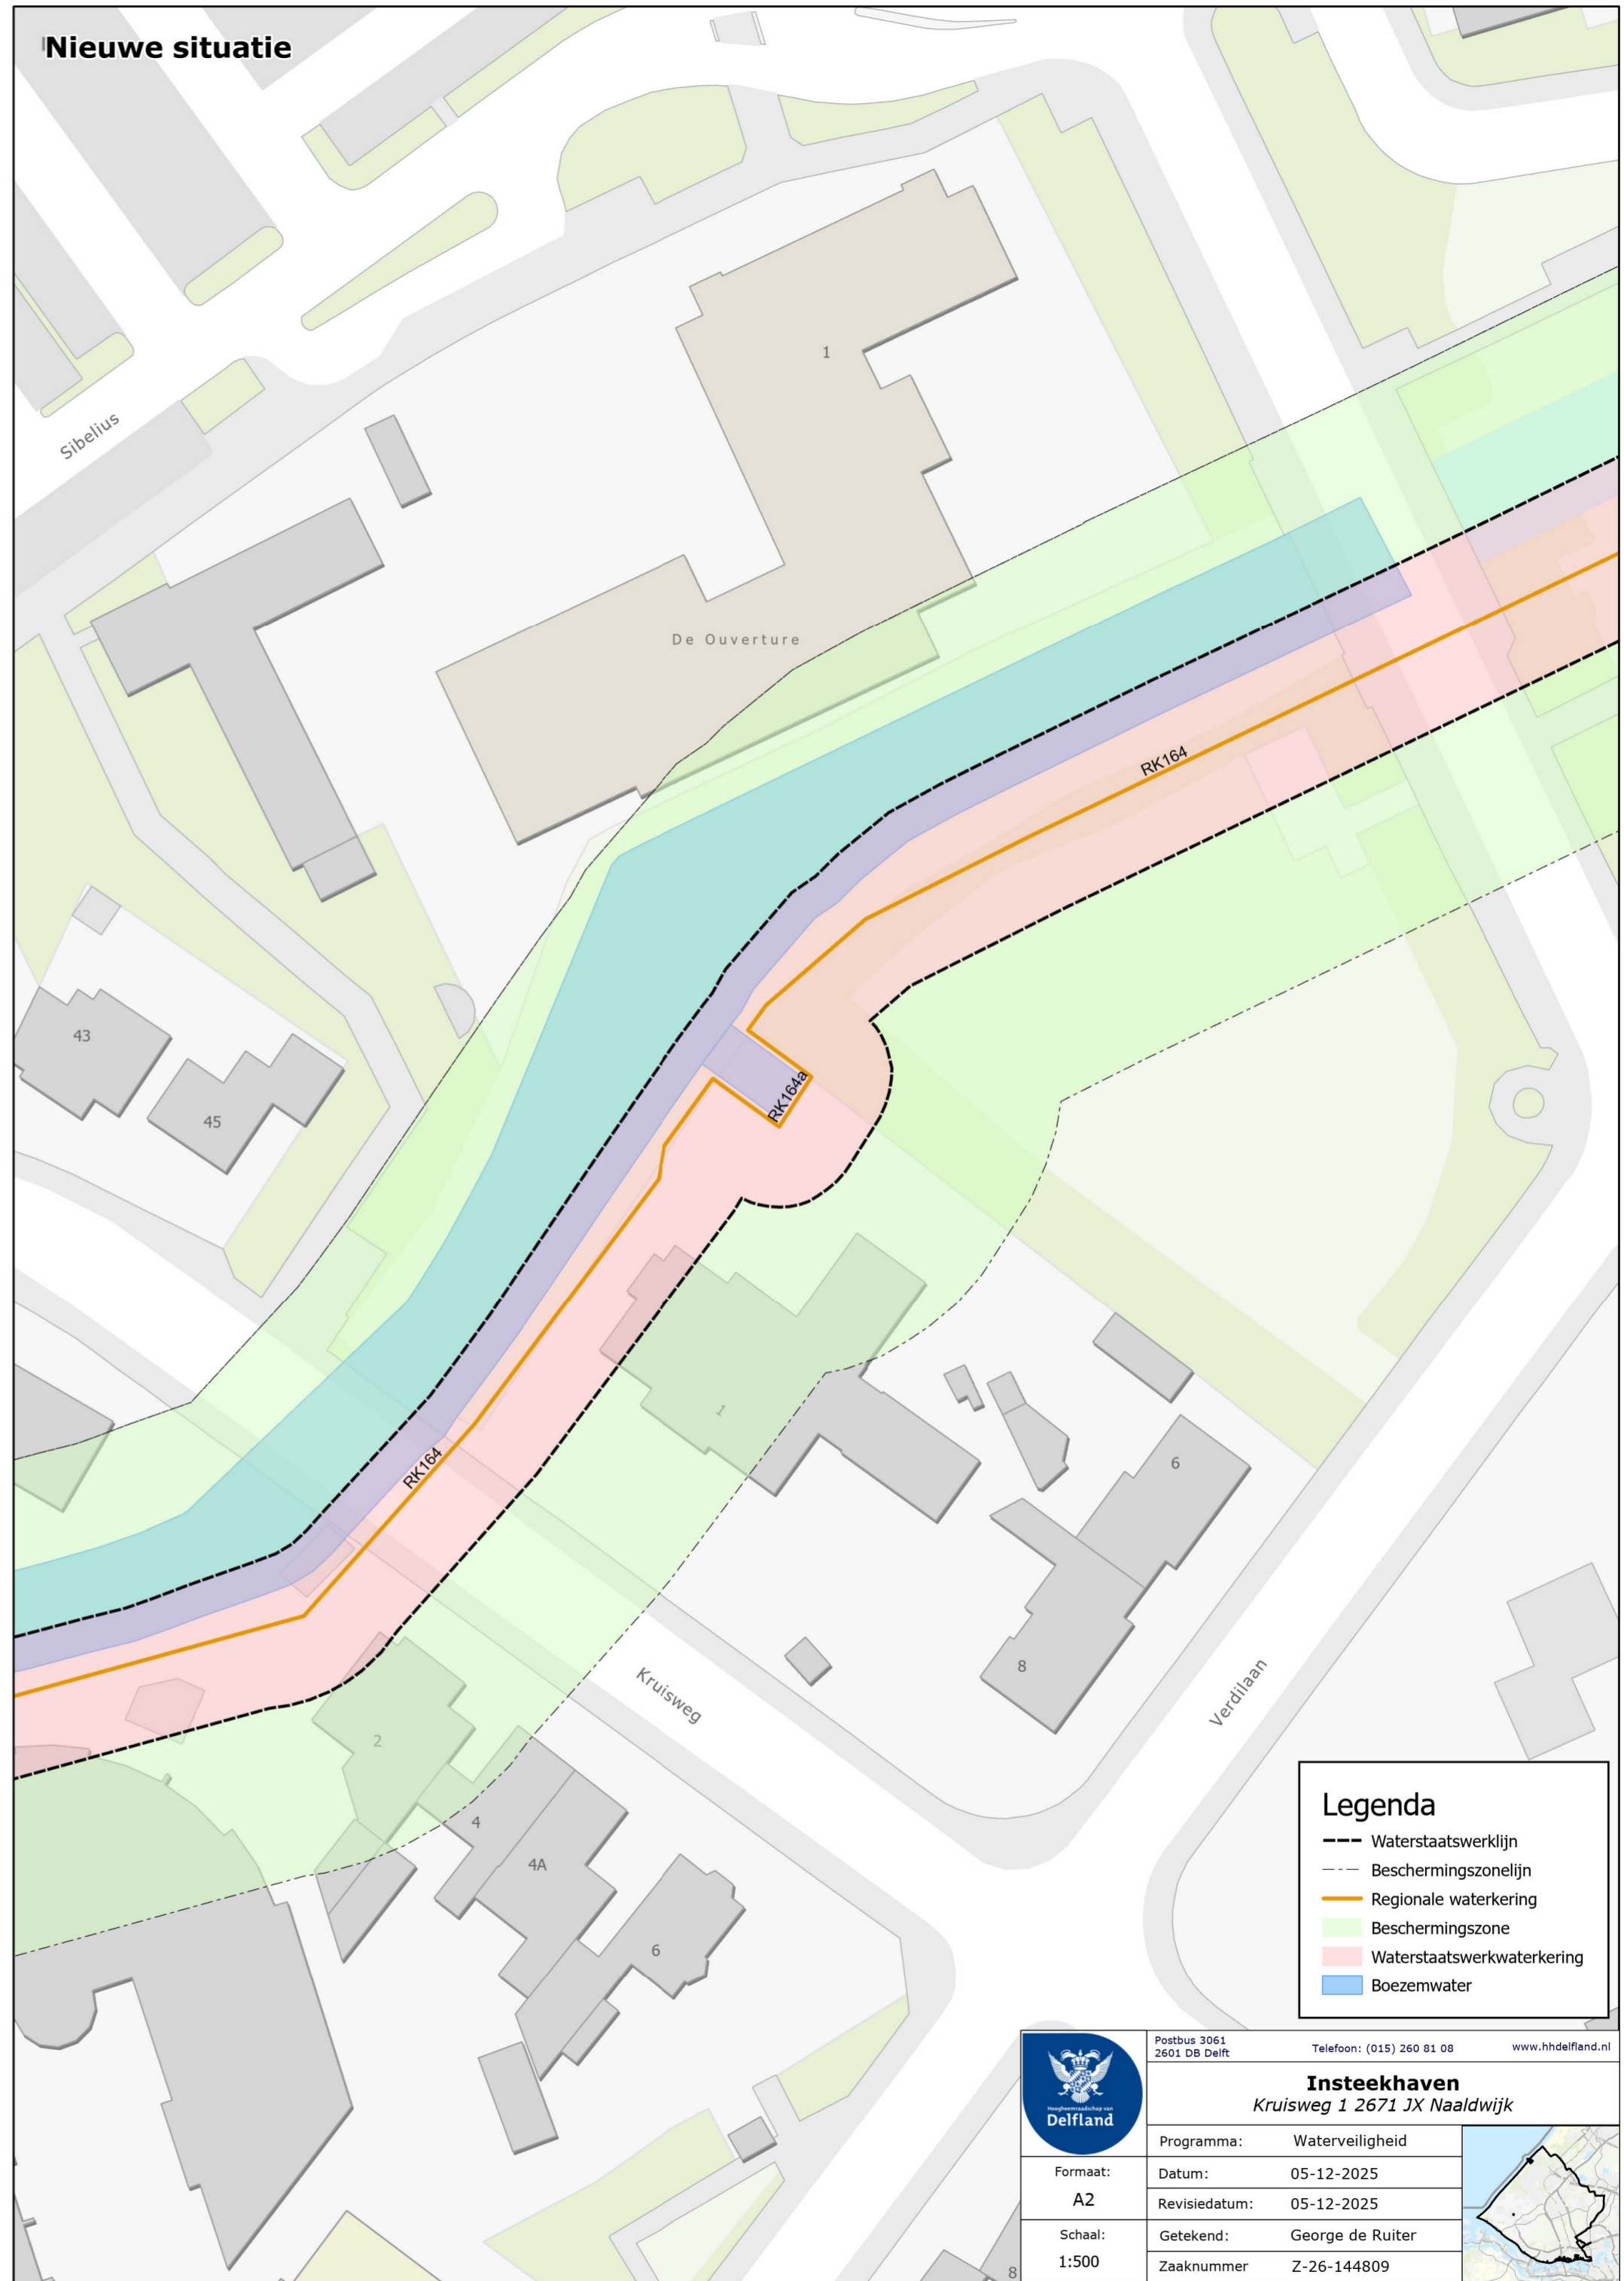 Nieuwe situatie
1
Sibelius
De Ouverture
RK164
43
45
RK164a
1
RK164
6
8
Kruisweg
Verdilaan
2
4
4A
6
8
Legenda
Waterstaatswerklijn
Beschermingszonelijn
Regionale waterkering
Beschermingszone
Waterstaatswerkwaterkering
Boezemwater
Hoogheemraadschap van
Delfland
Postbus 3061
2601 DB Delft
Telefoon: (015) 260 81 08
www.hhdelfland.nl
Insteekhaven
Kruisweg 1 2671 JX Naaldwijk
Programma: Waterveiligheid
Formaat:
A2
Datum: 05-12-2025
Revisiedatum: 05-12-2025
Schaal:
1:500
Getekend: George de Ruiter
Zaaknummer Z-26-144809